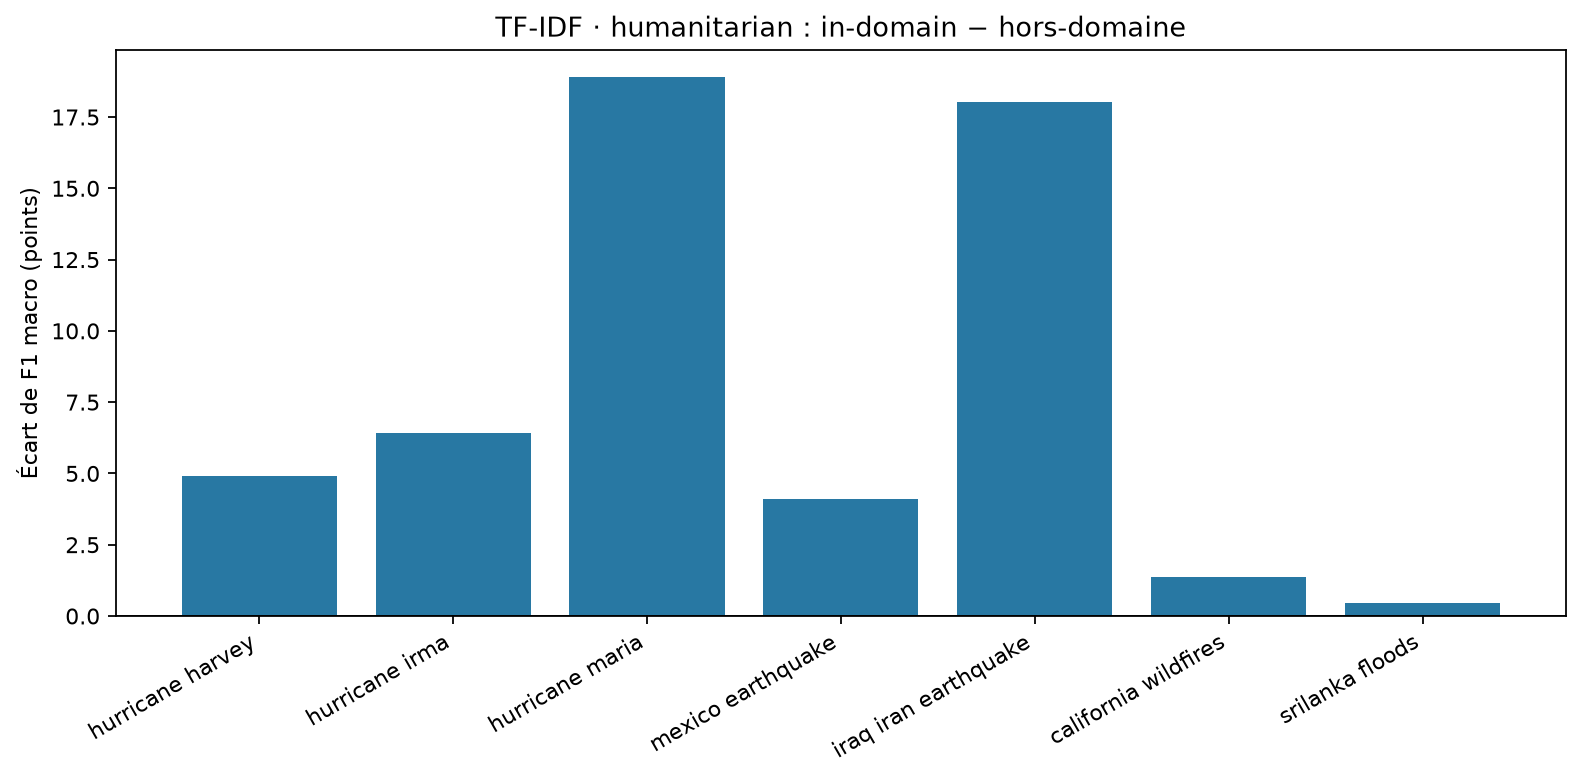 TF-IDF · humanitarian : in-domain − hors-domaine
Écart de F1 macro (points)
17.5
15.0
12.5
10.0
7.5
5.0
2.5
0.0
hurricane harvey
hurricane irma
hurricane maria
mexico earthquake
iraq iran earthquake
california wildfires
srilanka floods